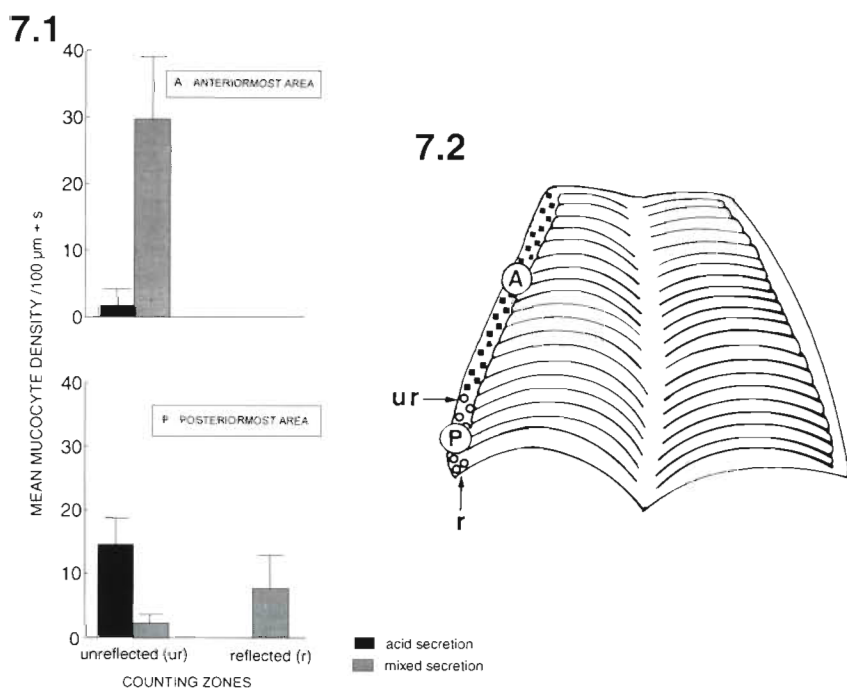 7.1
40
A ANTERIORMOST AREA
30
20
10
0
MEAN MUCOCYTE DENSITY /100 µm + s
40
P POSTERIORMOST AREA
30
20
10
0
unreflected (ur) reflected (r)
COUNTING ZONES
acid secretion
mixed secretion
7.2
A
ur
P
r